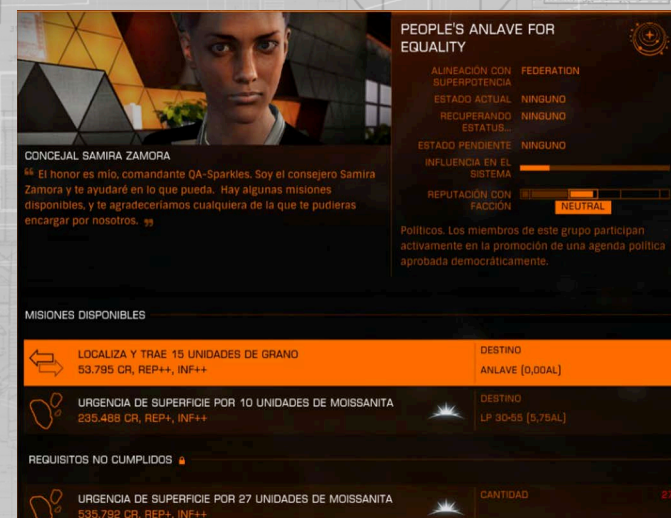 PEOPLE'S ANLAVE FOR
EQUALITY
ALINEACIÓN CON SUPERPOTENCIA FEDERATION
ESTADO ACTUAL NINGUNO
RECUPERANDO ESTATUS... NINGUNO
ESTADO PENDIENTE NINGUNO
INFLUENCIA EN EL SISTEMA
REPUTACIÓN CON FACCIÓN
NEUTRAL
Políticos. Los miembros de este grupo participan
activamente en la promoción de una agenda política
aprobada democráticamente.
CONCEJAL SAMIRA ZAMORA
“ El honor es mío, comandante QA-Sparkles. Soy el consejero Samira
Zamora y te ayudaré en lo que pueda. Hay algunas misiones
disponibles, y te agradeceríamos cualquiera de la que te pudieras
encargar por nosotros. ”
MISIONES DISPONIBLES
LOCALIZA Y TRAE 15 UNIDADES DE GRANO
53.795 CR, REP++, INF++
DESTINO
ANLAVE (0,00AL)
URGENCIA DE SUPERFICIE POR 10 UNIDADES DE MOISSANITA
235.488 CR, REP+, INF++
DESTINO
LP 30-55 (5,75AL)
REQUISITOS NO CUMPLIDOS
URGENCIA DE SUPERFICIE POR 27 UNIDADES DE MOISSANITA
535.792 CR, REP+, INF++
CANTIDAD